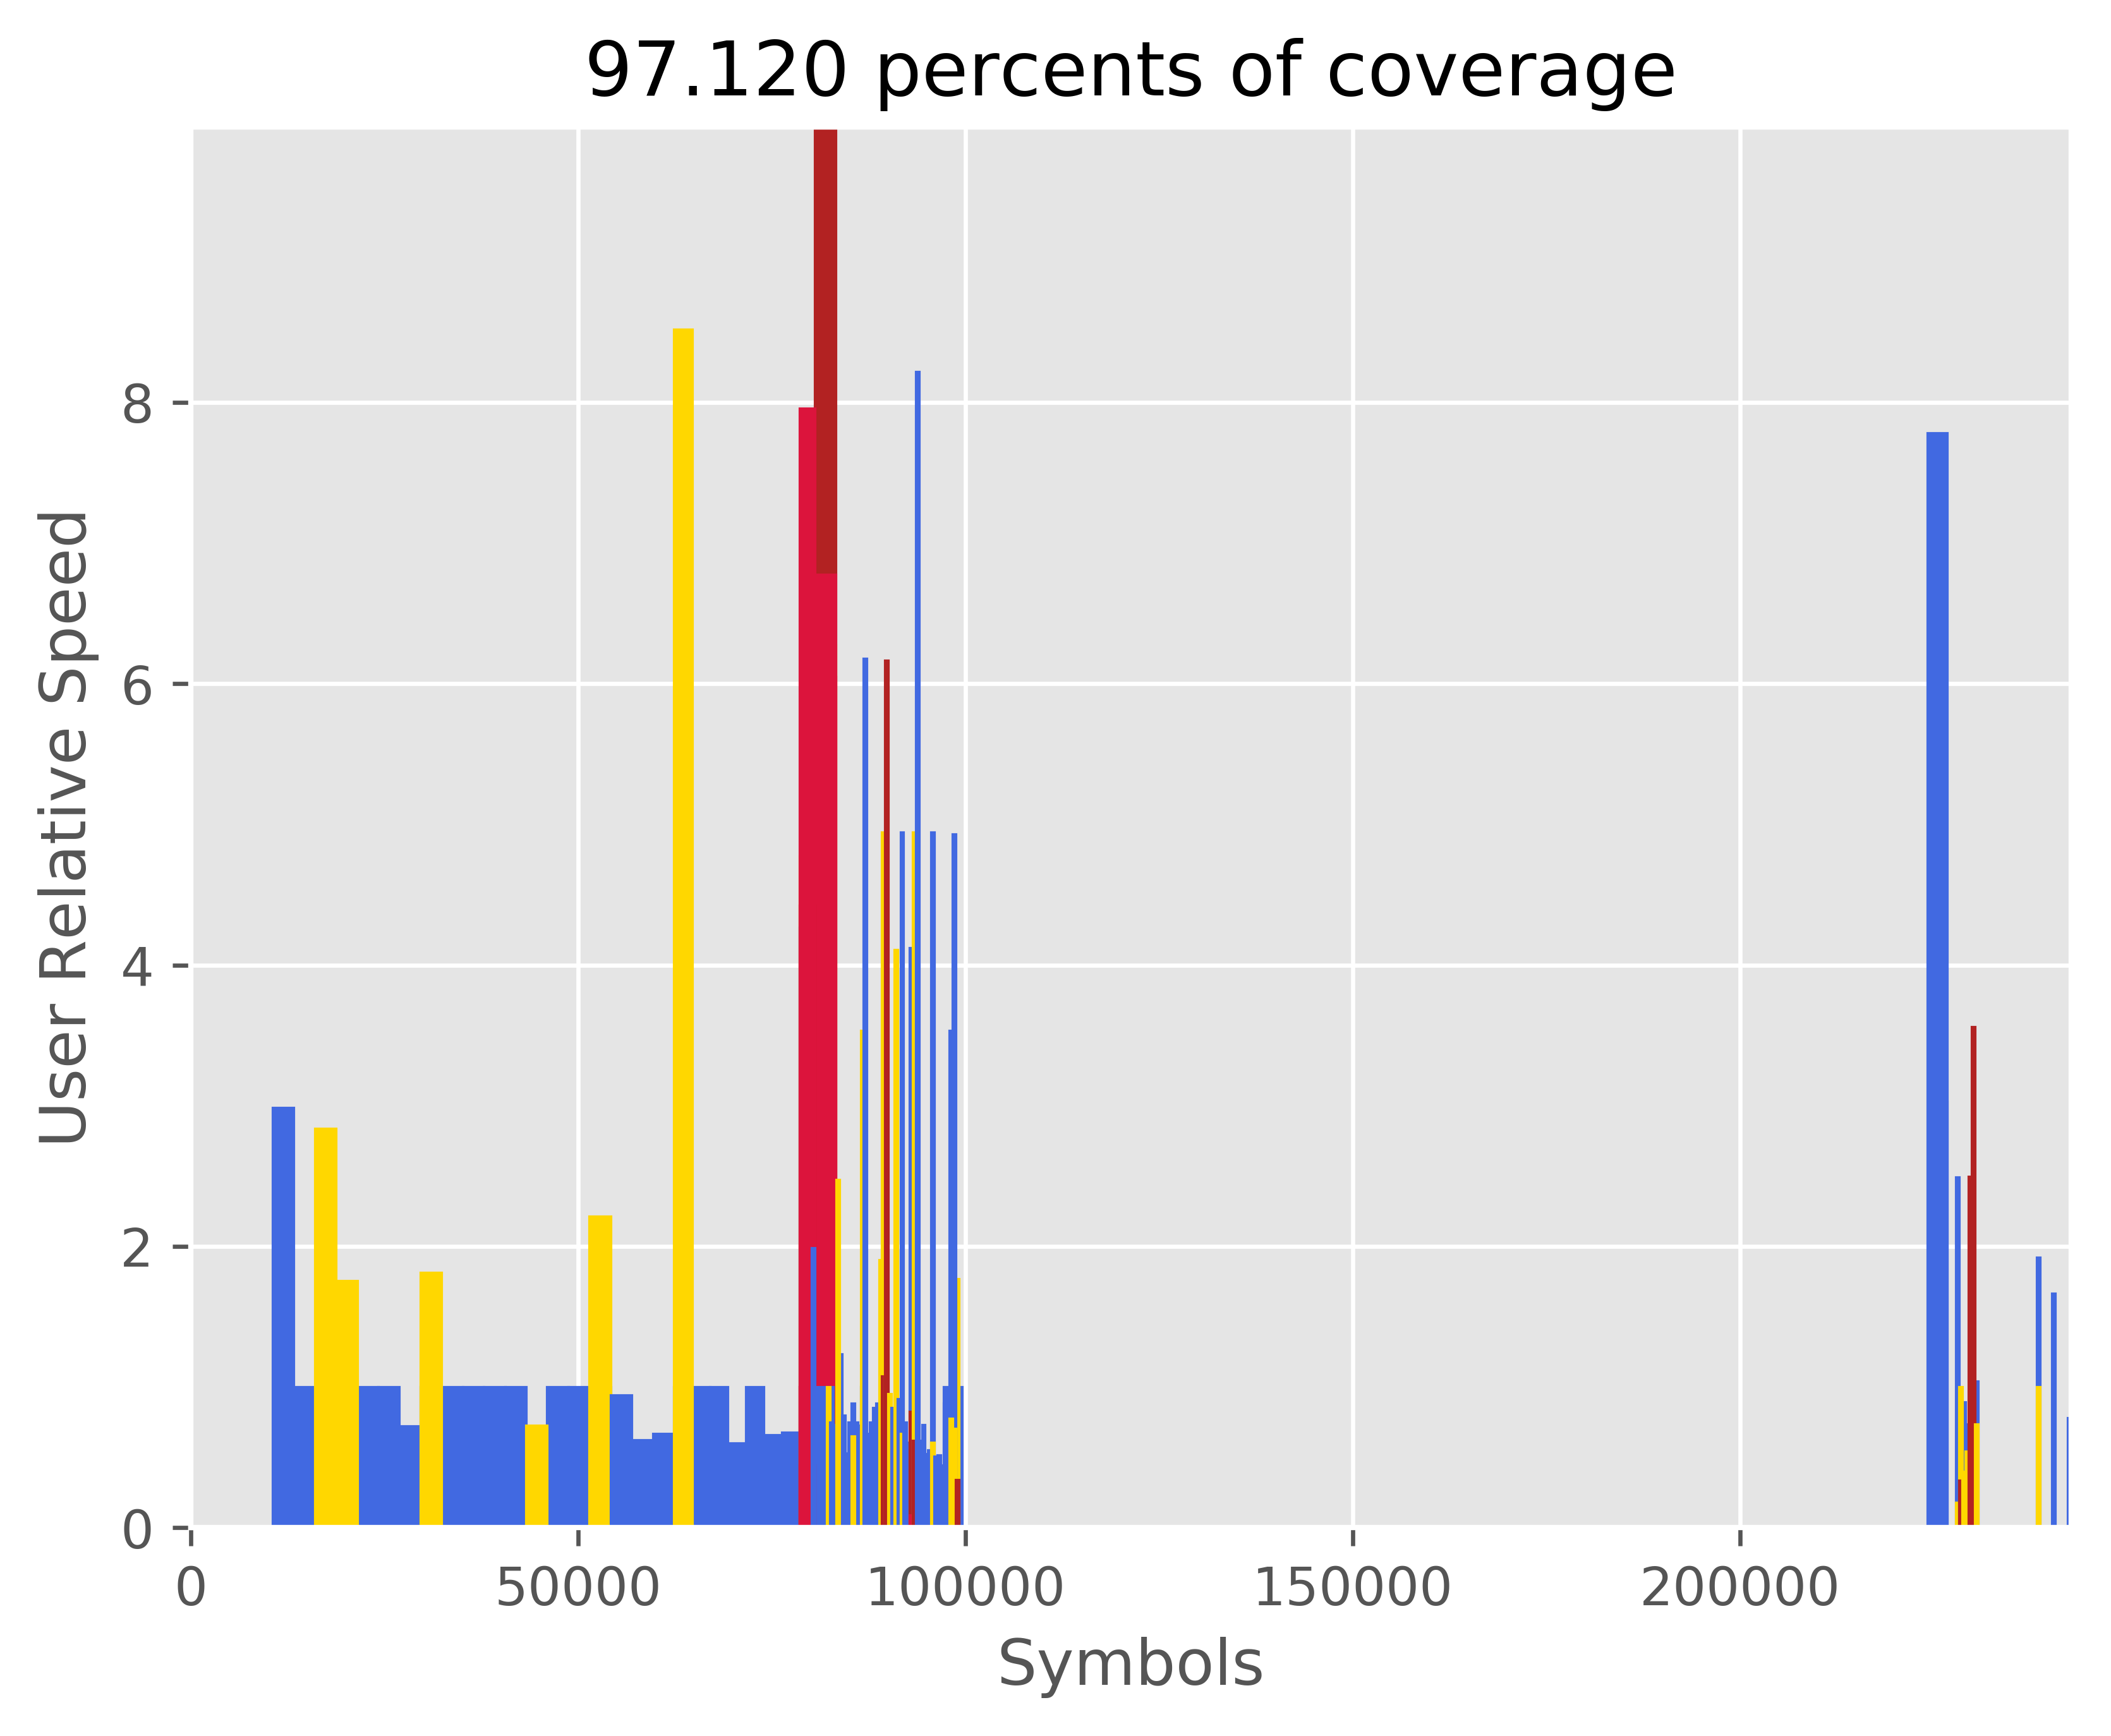 97.120 percents of coverage
User Relative Speed
8
6
4
2
0
0 50000 100000 150000 200000
Symbols